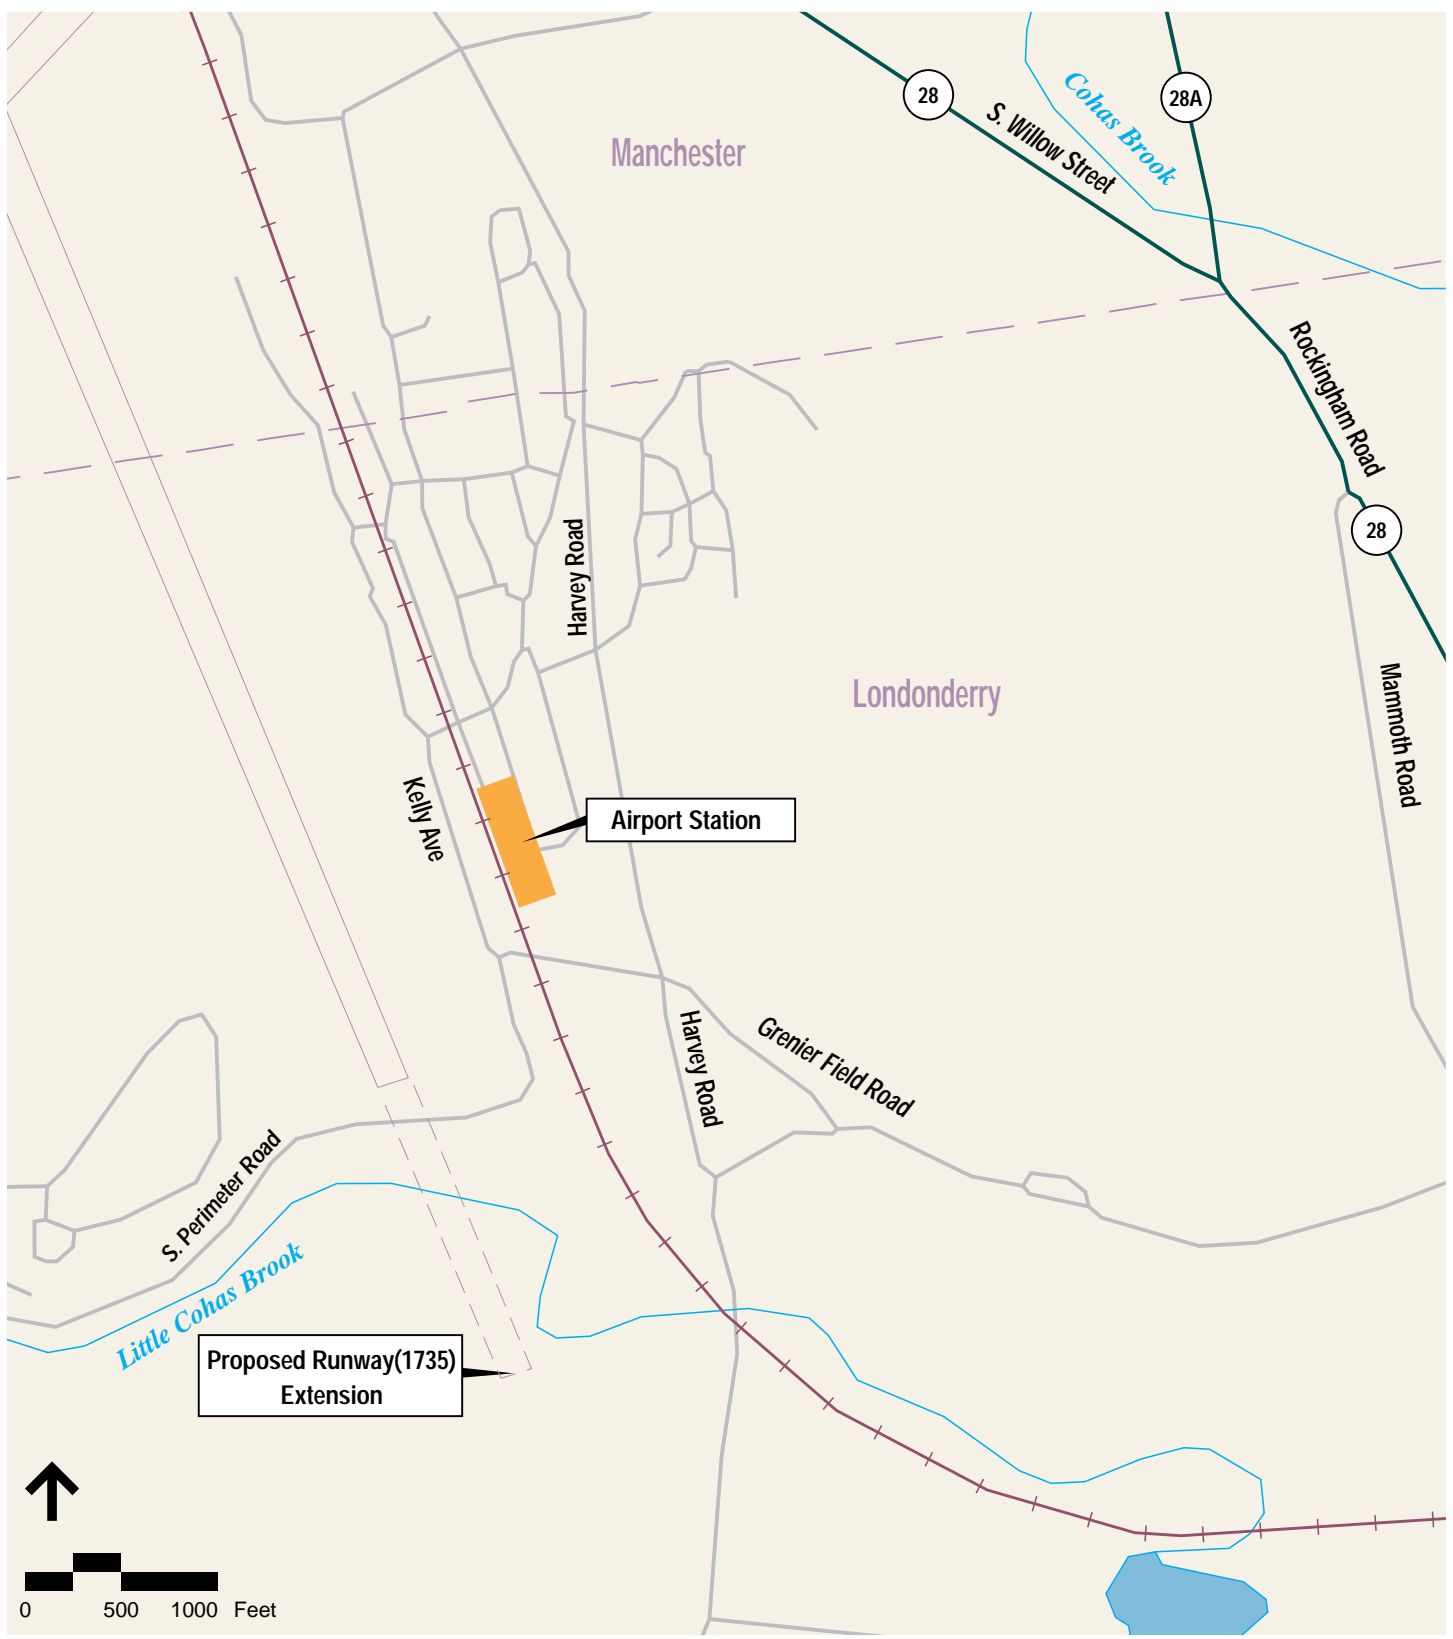 28
28A
S. Willow Street
Cohas Brook
Manchester
Rockingham Road
28
Harvey Road
Londonderry
Mammoth Road
Kelly Ave
Airport Station
Harvey Road
Grenier Field Road
S. Perimeter Road
Little Cohas Brook
Proposed Runway(1735)
Extension
0 500 1000 Feet